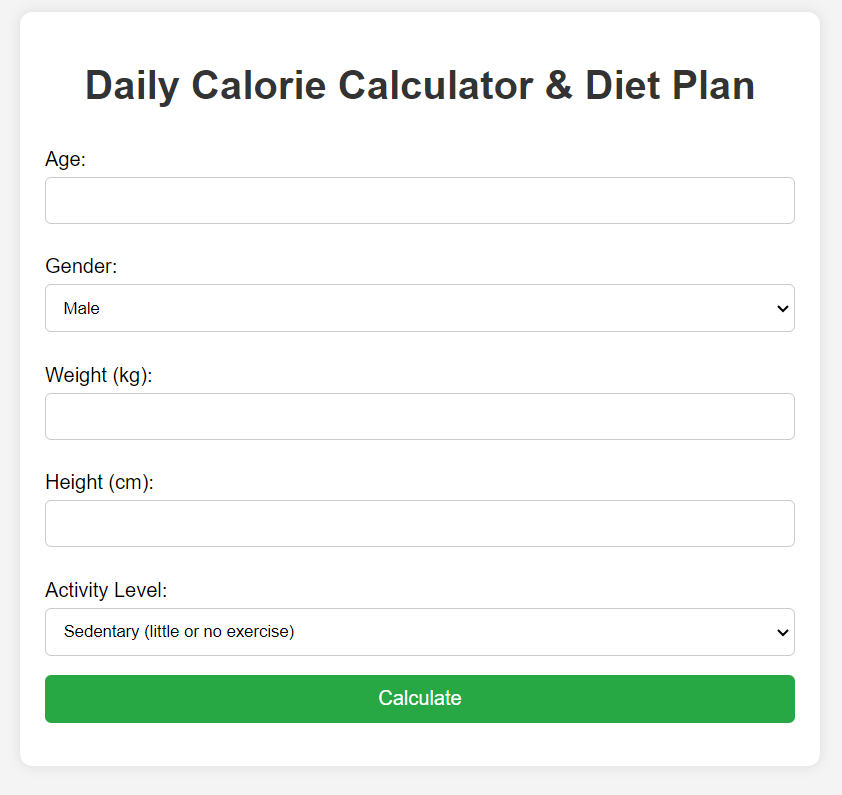 Daily Calorie Calculator & Diet Plan
Age:
Gender:
Male
Weight (kg):
Height (cm):
Activity Level:
Sedentary (little or no exercise)
Calculate